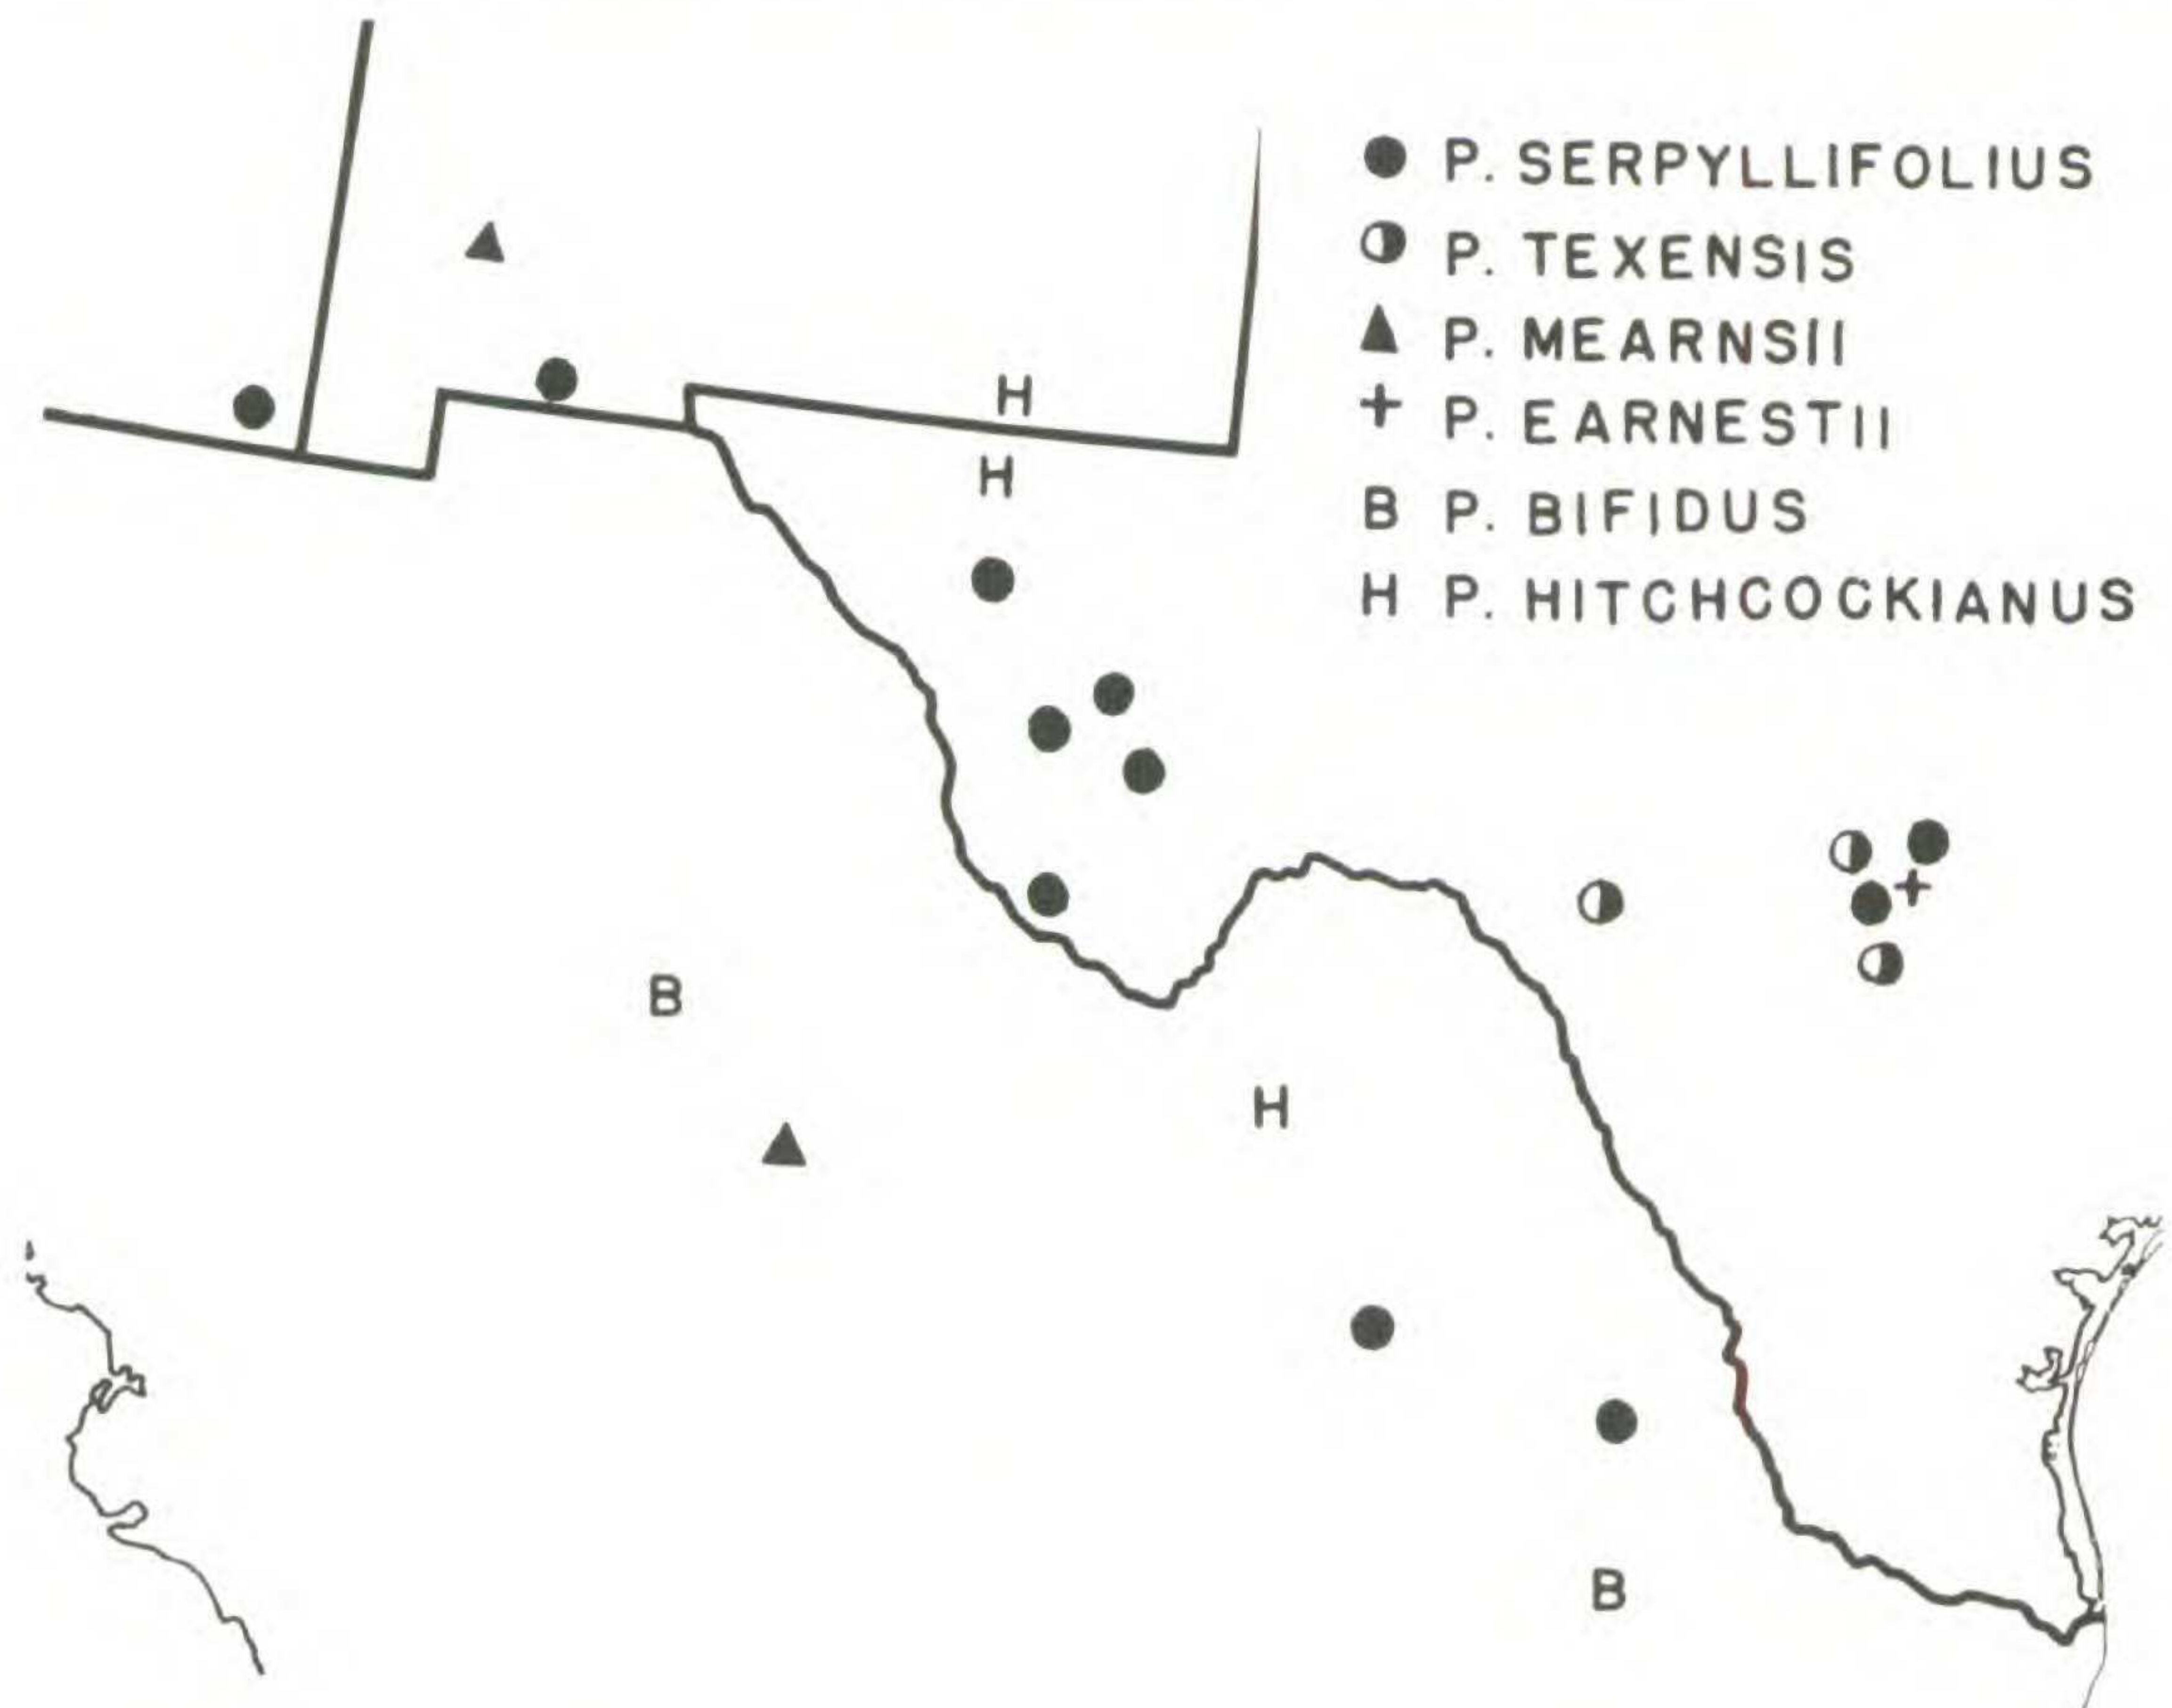 P. SERPYLLIFOLIUS
P. TEXENSIS
P. MEARNSII
P. EARNESTII
B P. BIFIDUS
H P. HITCHCOCKIANUS
H
H
B
H
B